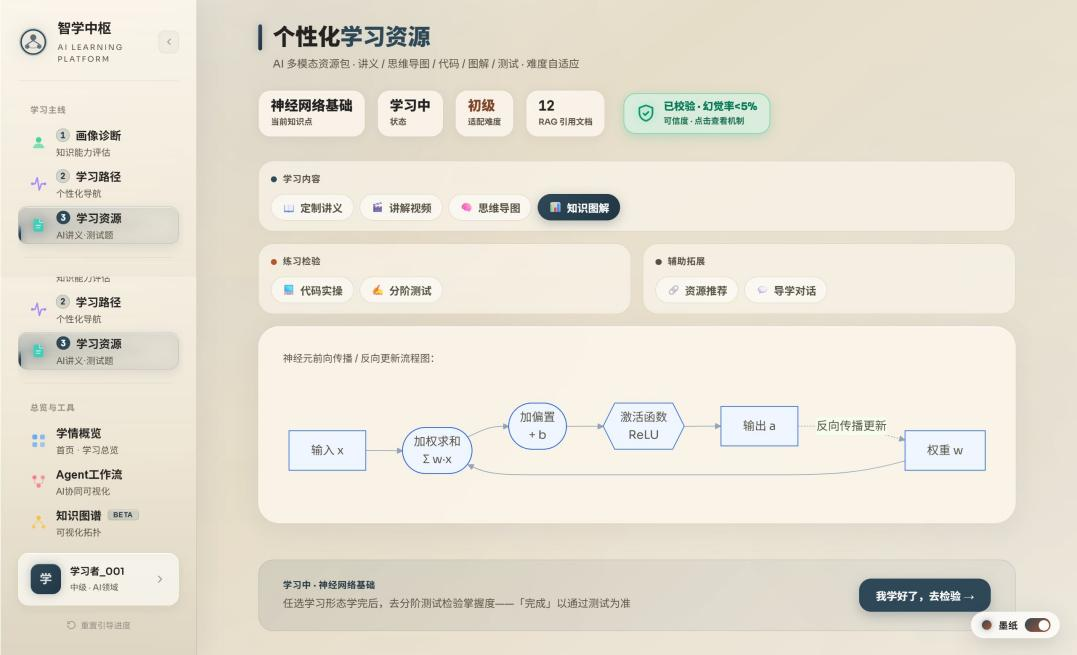 智学中枢
AI LEARNING
PLATFORM
学习主线
1 画像诊断
知识能力评估
2 学习路径
个性化导航
3 学习资源
AI讲义·测试题
知识能力评估
2 学习路径
个性化导航
3 学习资源
AI讲义·测试题
总览与工具
学情概览
首页 · 学习总览
Agent工作流
AI协同可视化
知识图谱 BETA
可视化拓扑
学 学习者_001
中级 · AI领域
重置引导进度
个性化学习资源
AI 多模态资源包 · 讲义 / 思维导图 / 代码 / 图解 / 测试 · 难度自适应
神经网络基础
当前知识点
学习中
状态
初级
适配难度
12
RAG 引用文档
已校验 · 幻觉率<5%
可信度 · 点击查看机制
学习内容
定制讲义 讲解视频 思维导图 知识图解
练习检验
代码实操 分阶测试
辅助拓展
资源推荐 导学对话
神经元前向传播 / 反向更新流程图：
输入 x
加权求和
Σ w·x
加偏置
+ b
激活函数
ReLU
输出 a
反向传播更新
权重 w
学习中 · 神经网络基础
任选学习形态学完后，去分阶测试检验掌握度——「完成」以通过测试为准
我学好了，去检验 →
墨纸